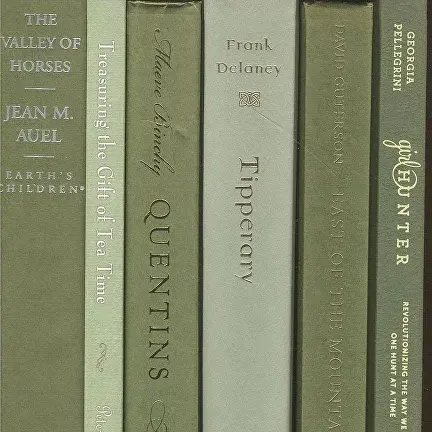 THE
VALLEY OF
HORSES
JEAN M.
AUEL
EARTH'S
CHILDREN®
Treasuring the Gift of Tea Time
Maeve Binchy
QUENTINS
Frank
Delaney
Tipperary
DAVID GUTERSON
EAST OF THE MOUNTA
GEORGIA
PELLEGRINI
girl HUNTER
REVOLUTIONIZING THE WAY WE
ONE HUNT AT A TIME